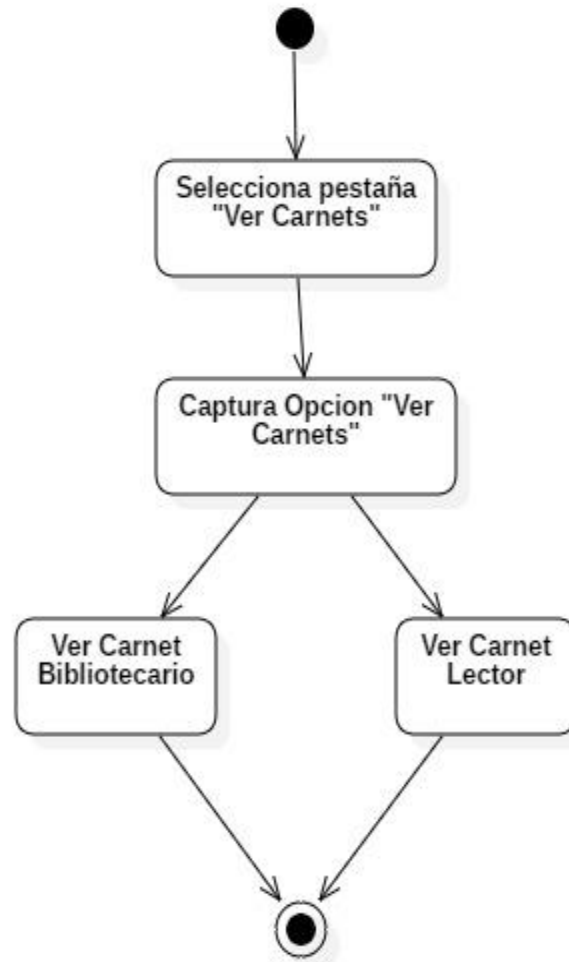 Selecciona pestaña
"Ver Carnets"
Captura Opcion "Ver
Carnets"
Ver Carnet
Bibliotecario
Ver Carnet
Lector